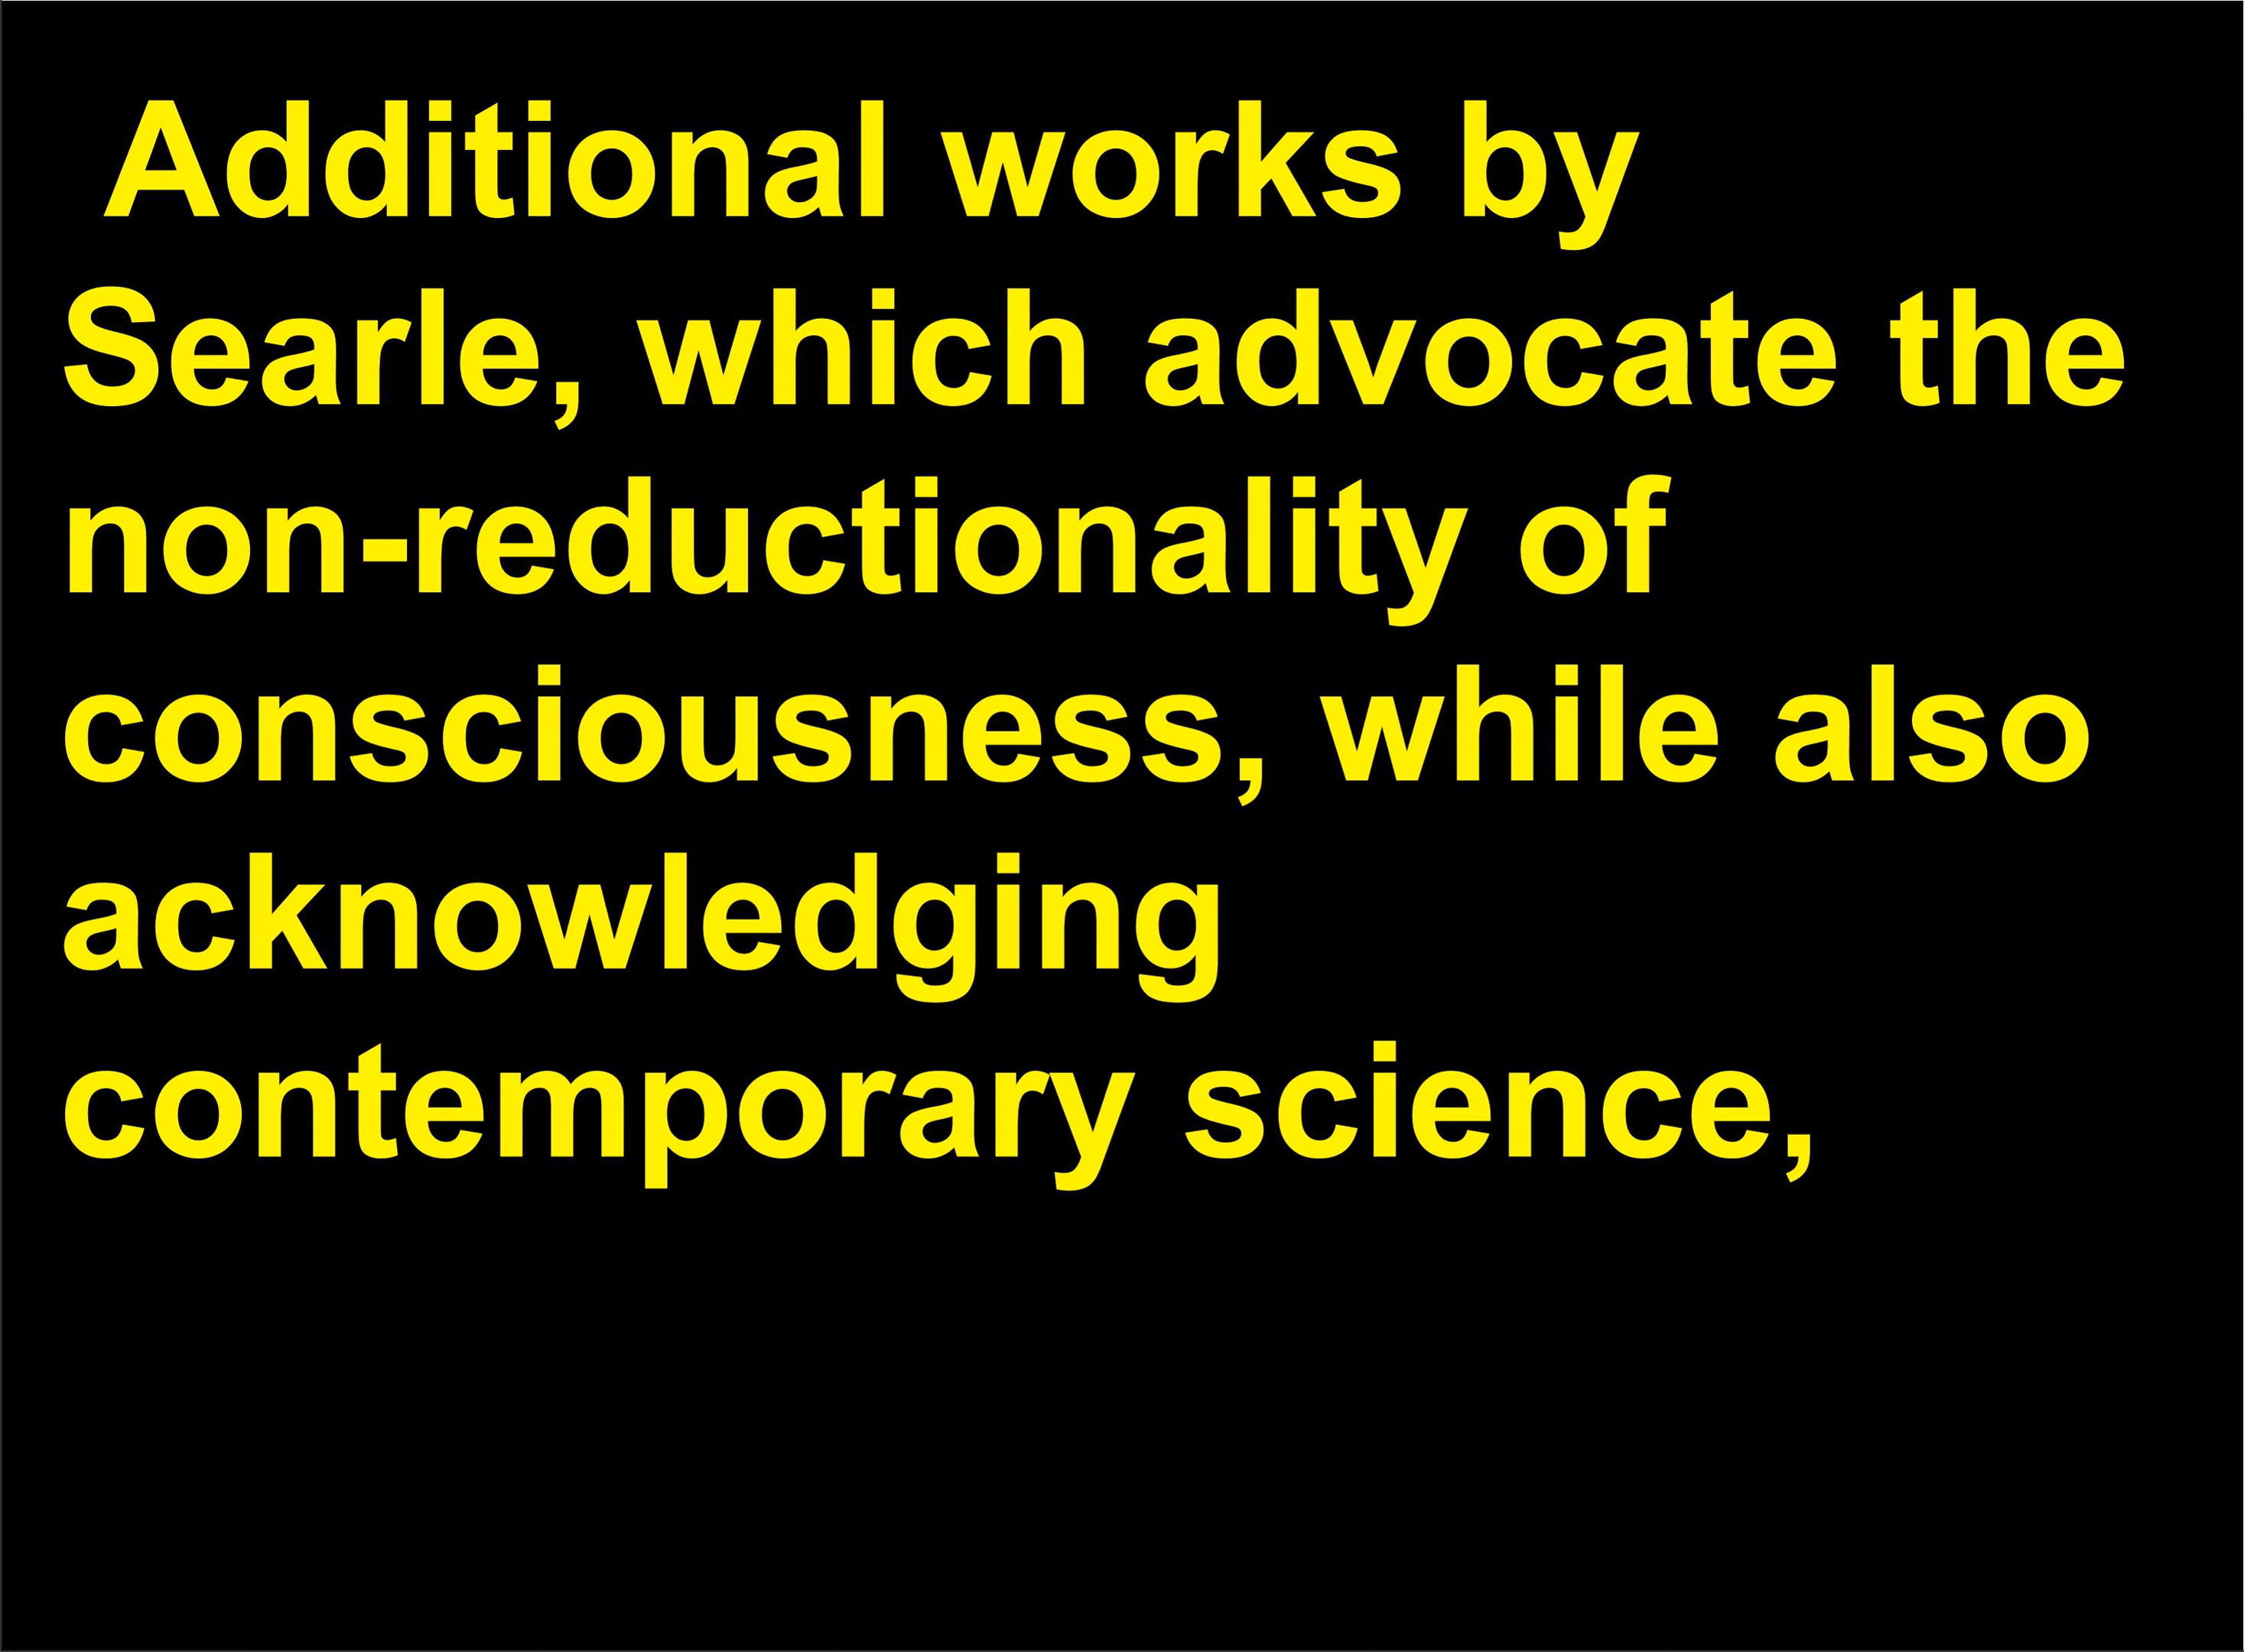 Additional works by
Searle, which advocate the
non-reductionality of
consciousness, while also
acknowledging
contemporary science,